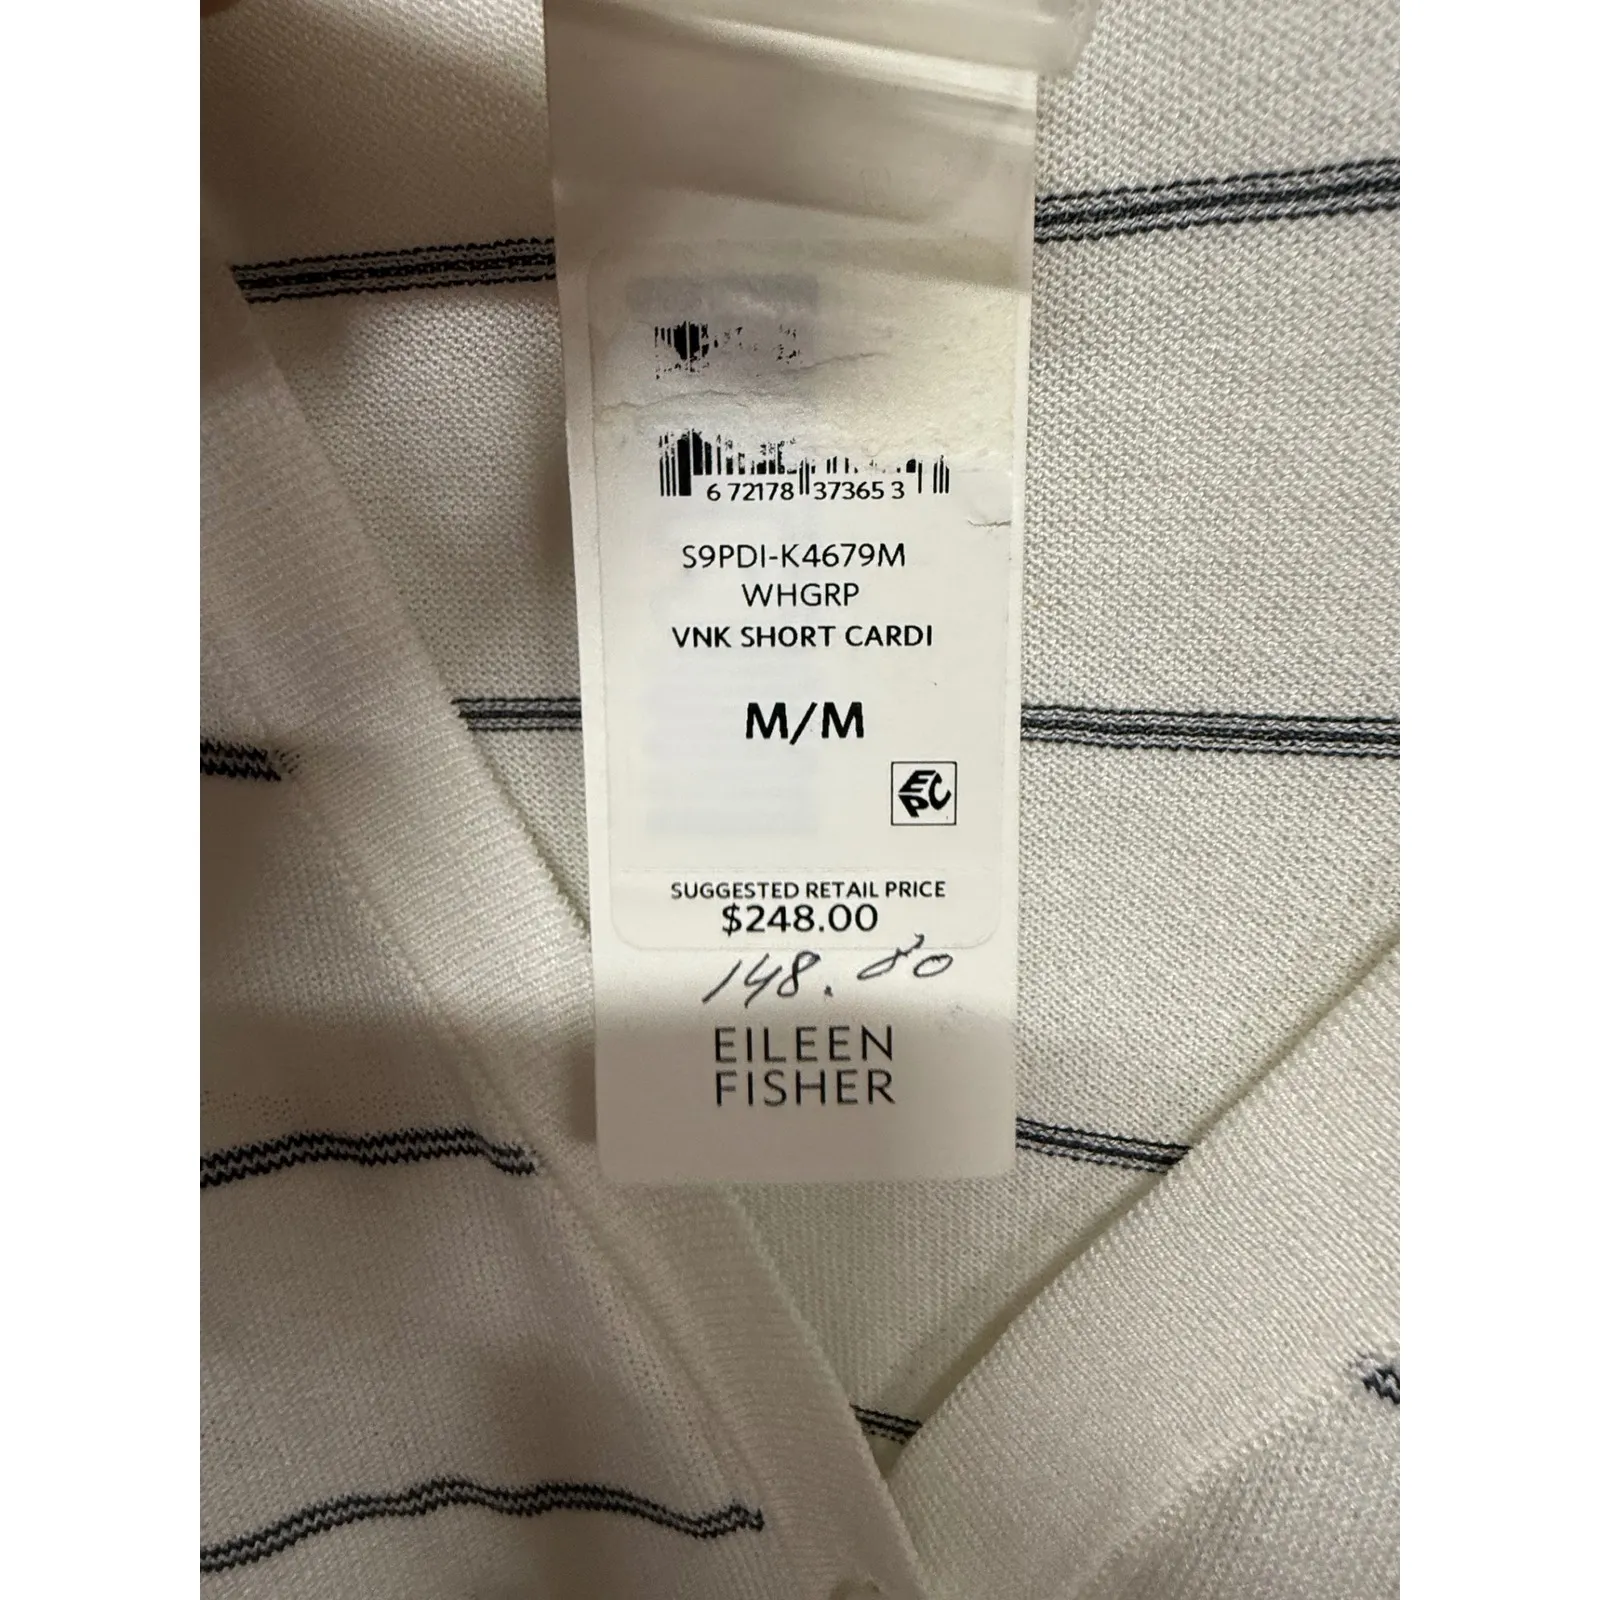 6 72178 37365 3
S9PDI-K4679M
WHGRP
VNK SHORT CARDI
M/M
EPC
SUGGESTED RETAIL PRICE
$248.00
148.80
EILEEN
FISHER